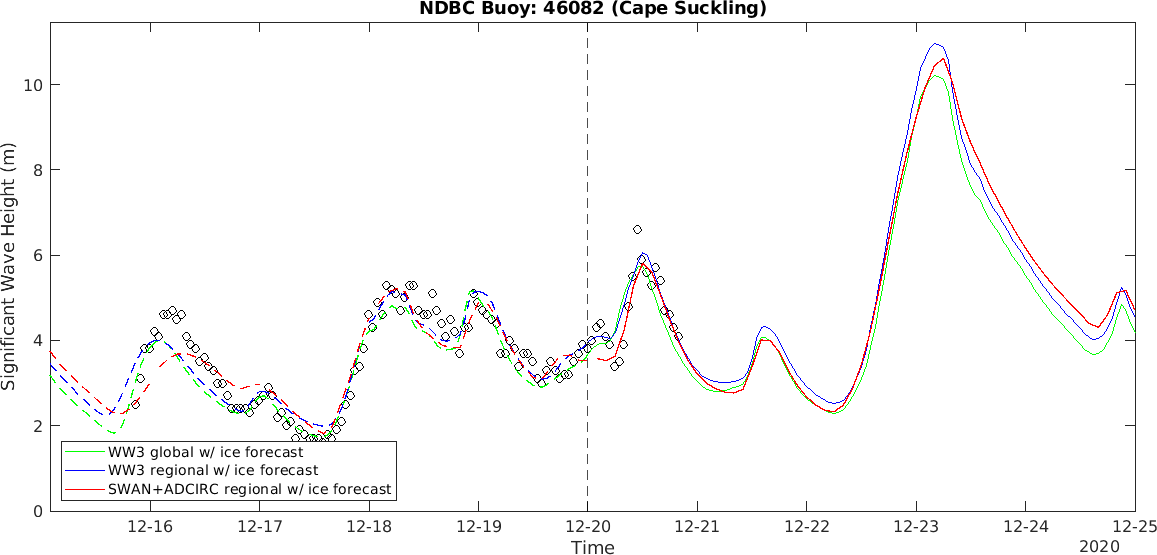 NDBC Buoy: 46082 (Cape Suckling)
Significant Wave Height (m)
10
8
6
4
2
0
WW3 global w/ ice forecast
WW3 regional w/ ice forecast
SWAN+ADCIRC regional w/ ice forecast
12-16 12-17 12-18 12-19 12-20 12-21 12-22 12-23 12-24 12-25
Time
2020